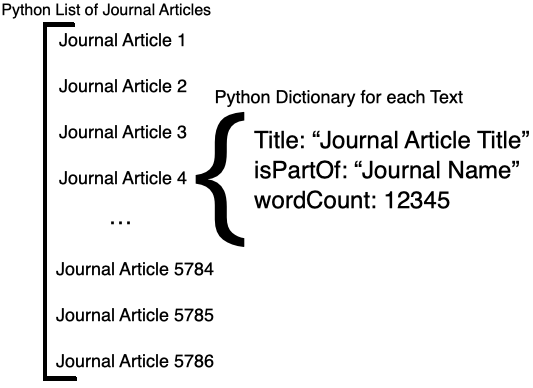 Python List of Journal Articles
Journal Article 1
Journal Article 2
Python Dictionary for each Text
Journal Article 3
Title: “Journal Article Title”
isPartOf: “Journal Name”
Journal Article 4
wordCount: 12345
...
Journal Article 5784
Journal Article 5785
Journal Article 5786